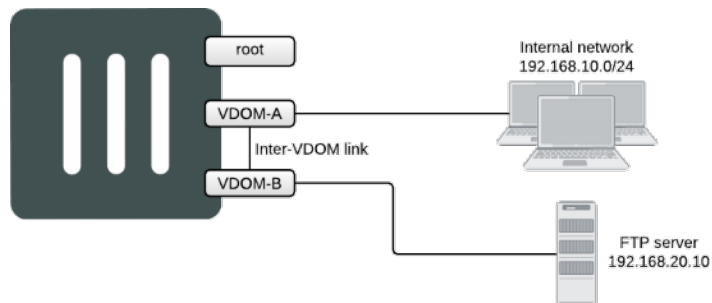 root
Internal network
192.168.10.0/24
VDOM-A
Inter-VDOM link
VDOM-B
FTP server
192.168.20.10